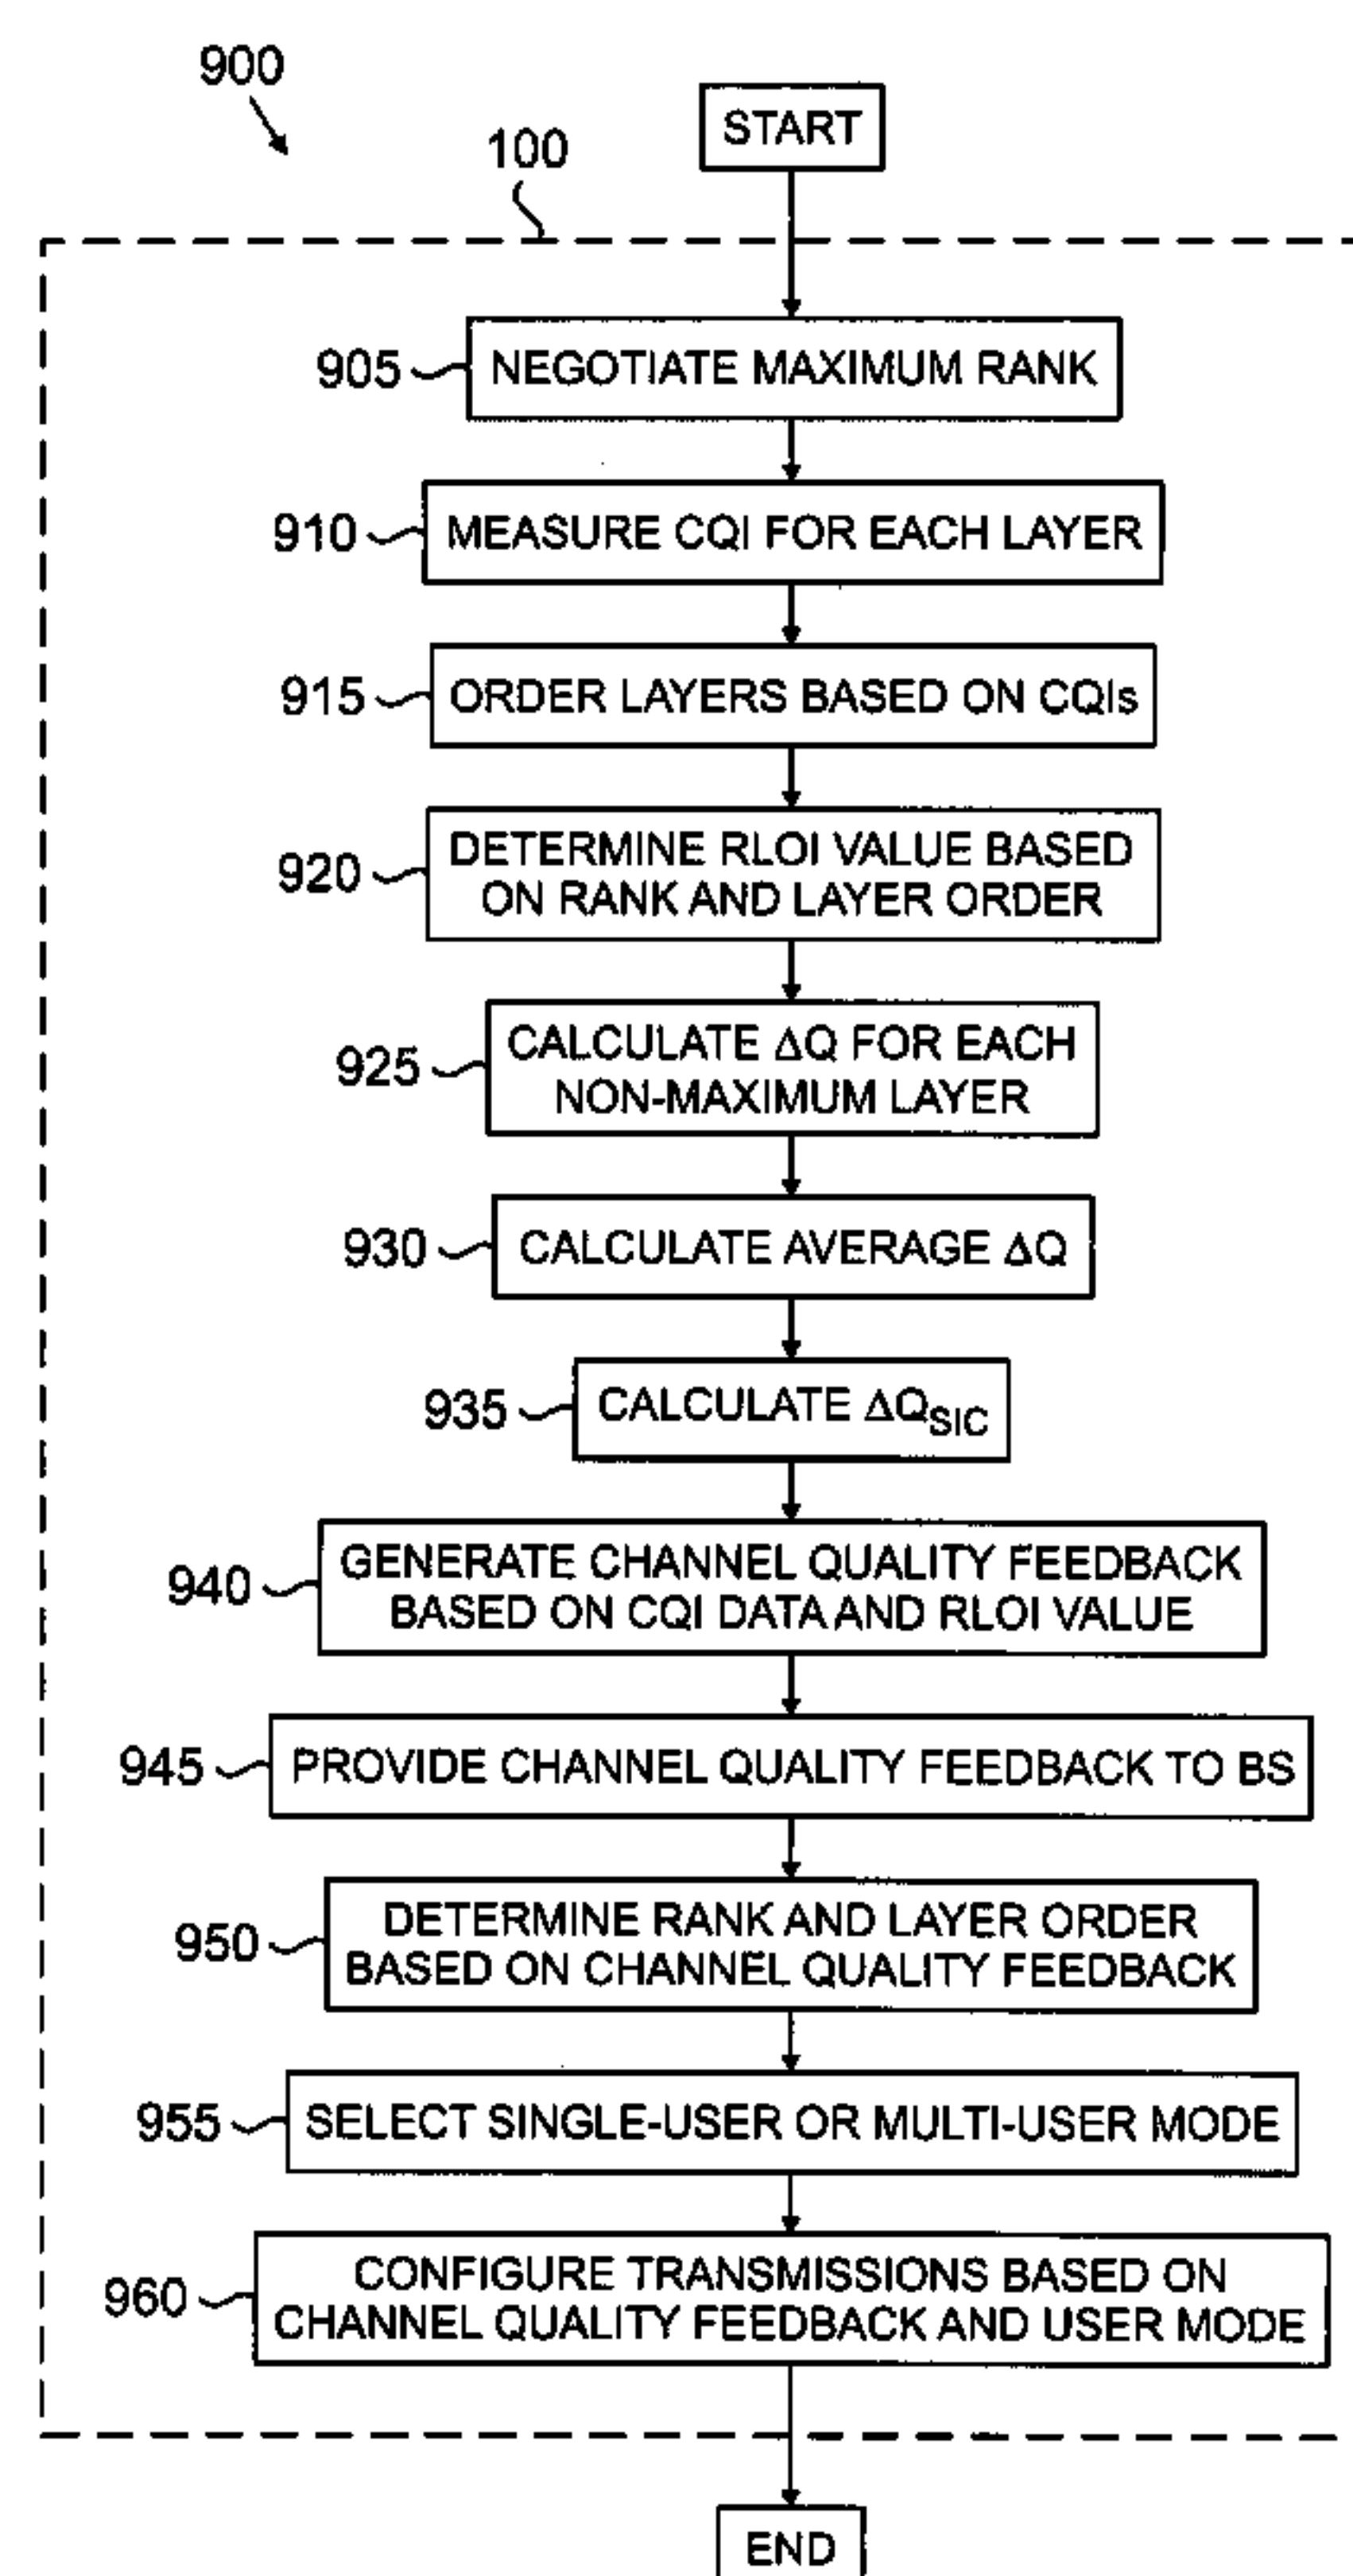 900
START
100
905
NEGOTIATE MAXIMUM RANK
910
MEASURE CQI FOR EACH LAYER
915
ORDER LAYERS BASED ON CQIs
920
DETERMINE RLOI VALUE BASED
ON RANK AND LAYER ORDER
925
CALCULATE ΔQ FOR EACH
NON-MAXIMUM LAYER
930
CALCULATE AVERAGE ΔQ
935
CALCULATE ΔQSIC
940
GENERATE CHANNEL QUALITY FEEDBACK
BASED ON CQI DATA AND RLOI VALUE
945
PROVIDE CHANNEL QUALITY FEEDBACK TO BS
950
DETERMINE RANK AND LAYER ORDER
BASED ON CHANNEL QUALITY FEEDBACK
955
SELECT SINGLE-USER OR MULTI-USER MODE
960
CONFIGURE TRANSMISSIONS BASED ON
CHANNEL QUALITY FEEDBACK AND USER MODE
END